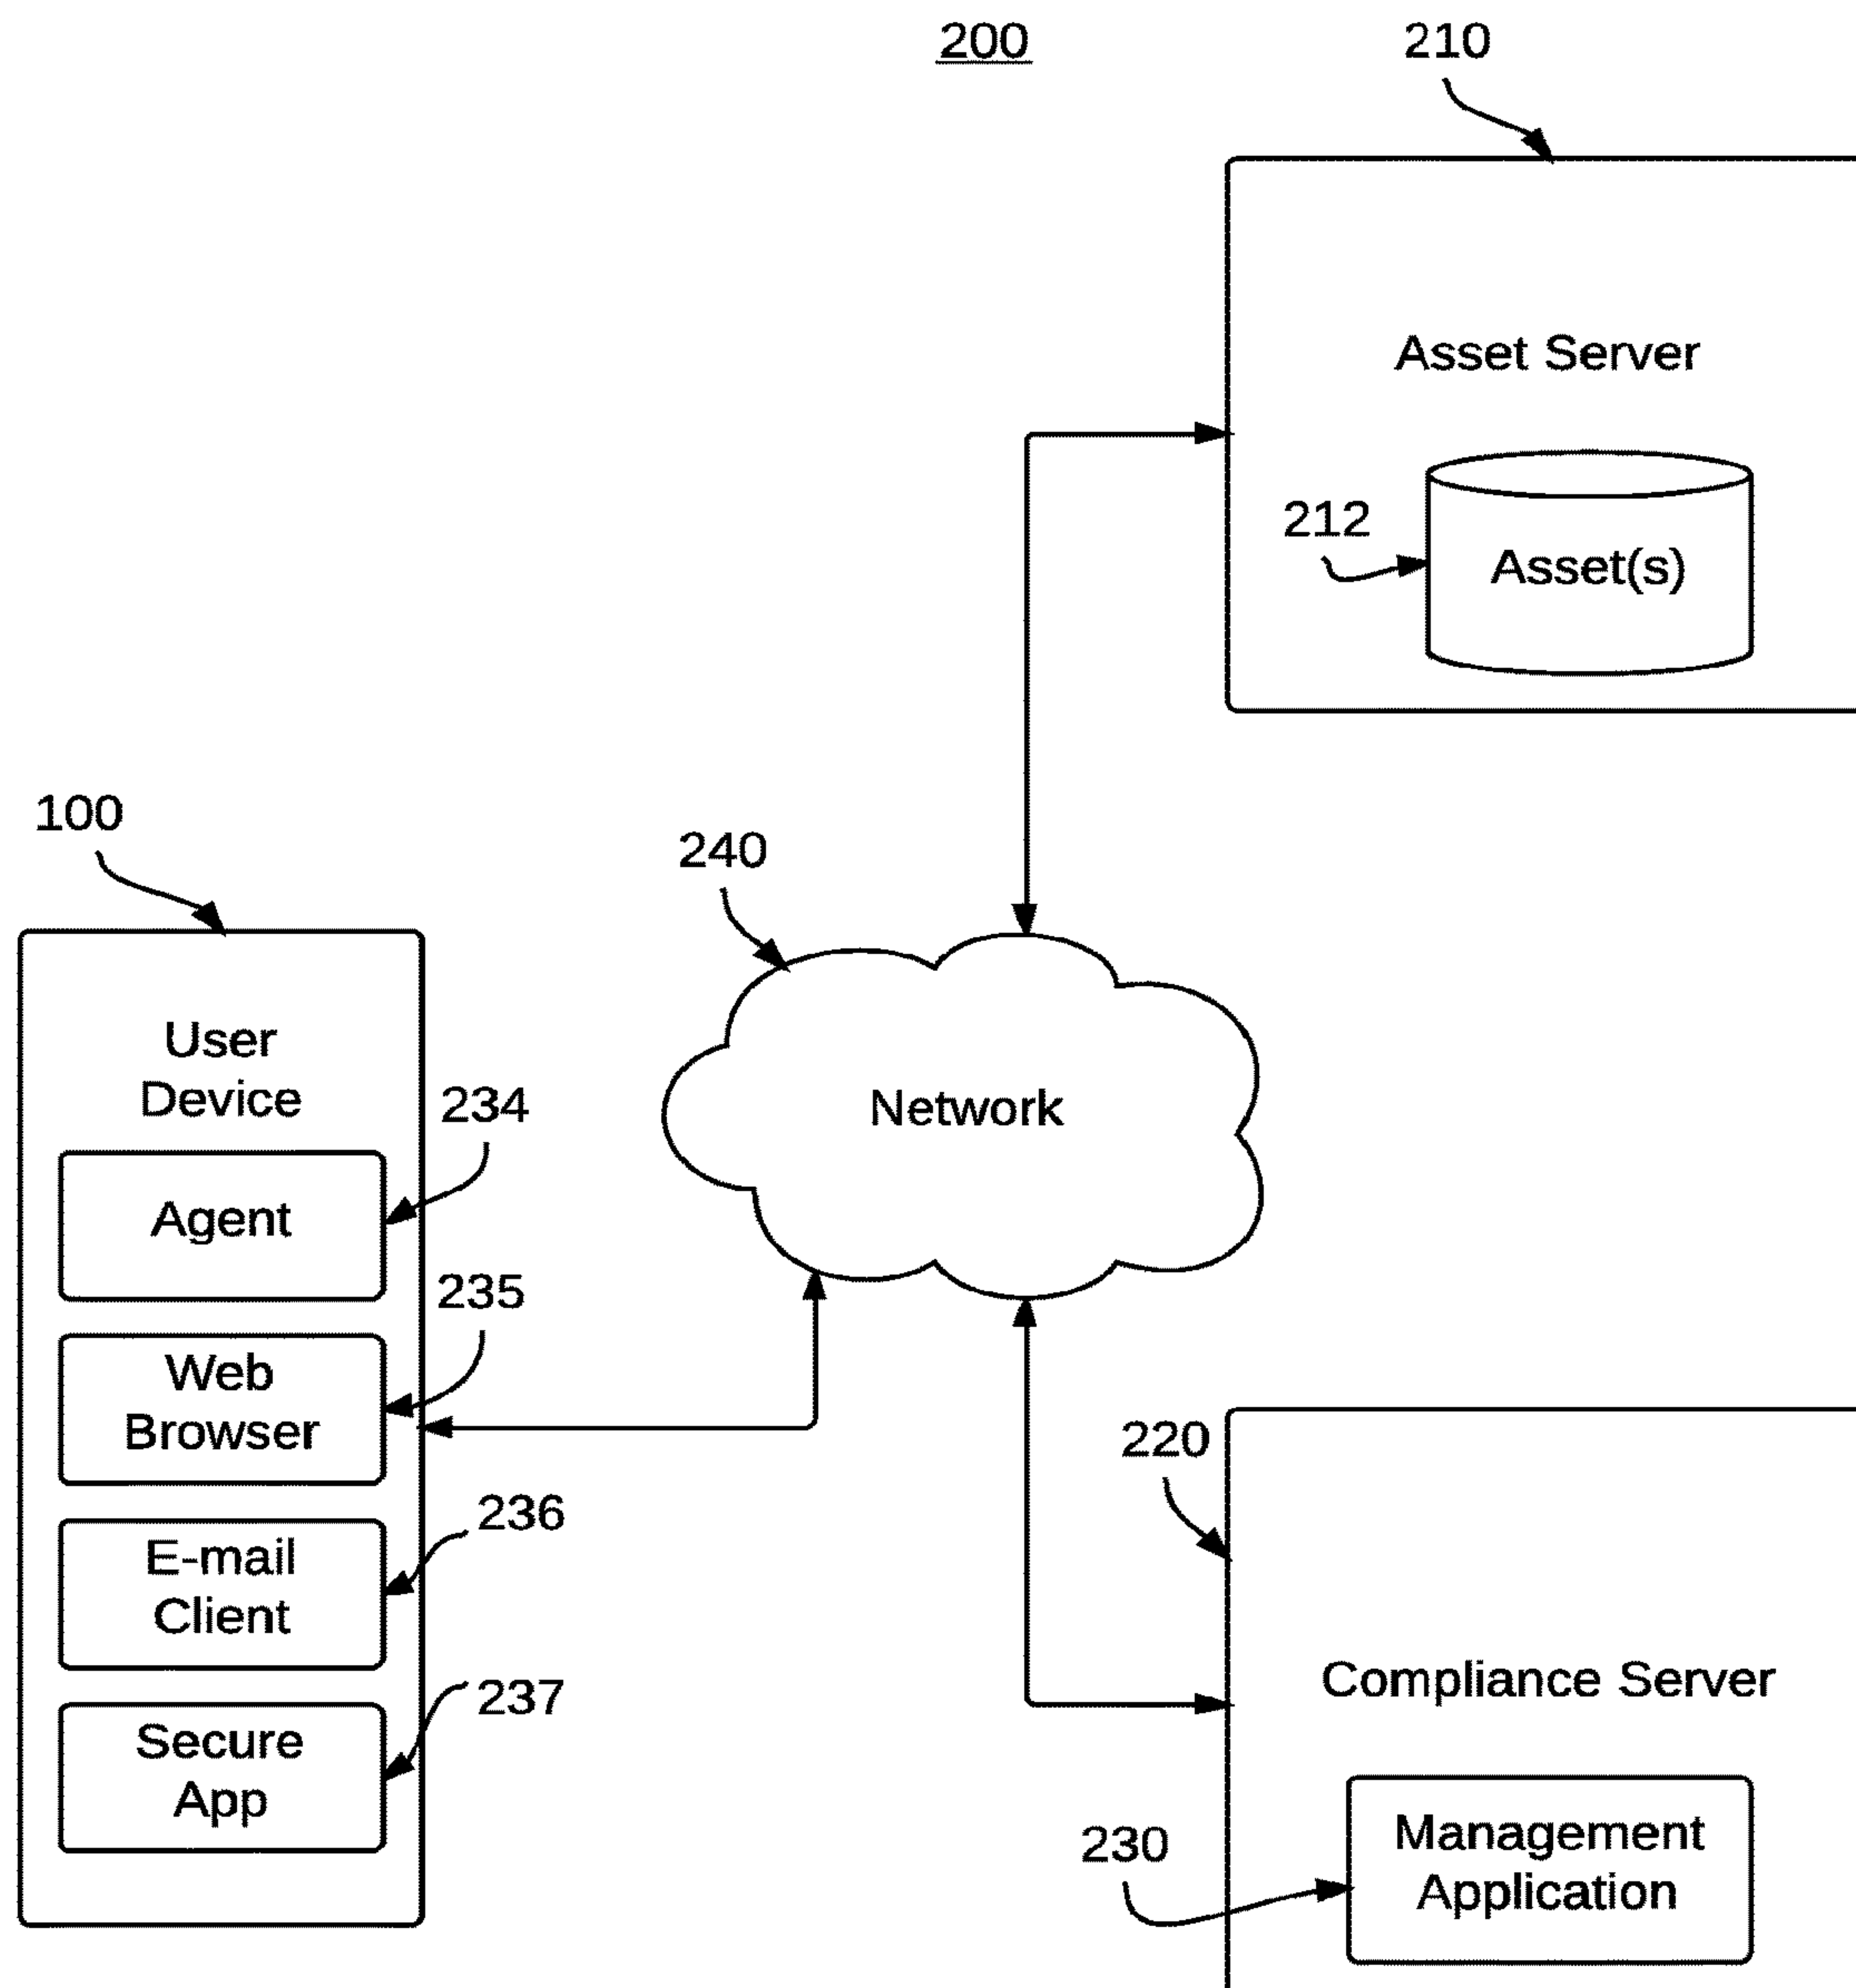 200
210
Asset Server
212
Asset(s)
100
240
User
Device
234
Network
Agent
235
Web
Browser
220
236
E-mail
Client
Compliance Server
237
Secure
App
230
Management
Application